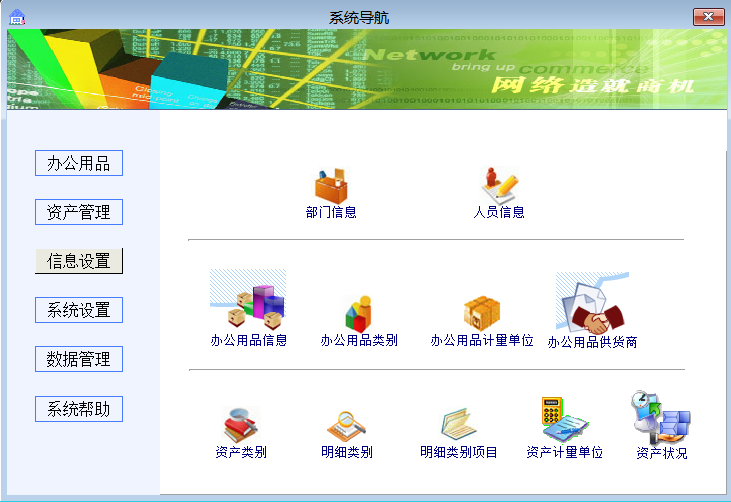 系统导航
Network
bring up commerce
网络造就商机
办公用品
资产管理
信息设置
系统设置
数据管理
系统帮助
部门信息
人员信息
办公用品信息
办公用品类别
办公用品计量单位
办公用品供货商
资产类别
明细类别
明细类别项目
资产计量单位
资产状况